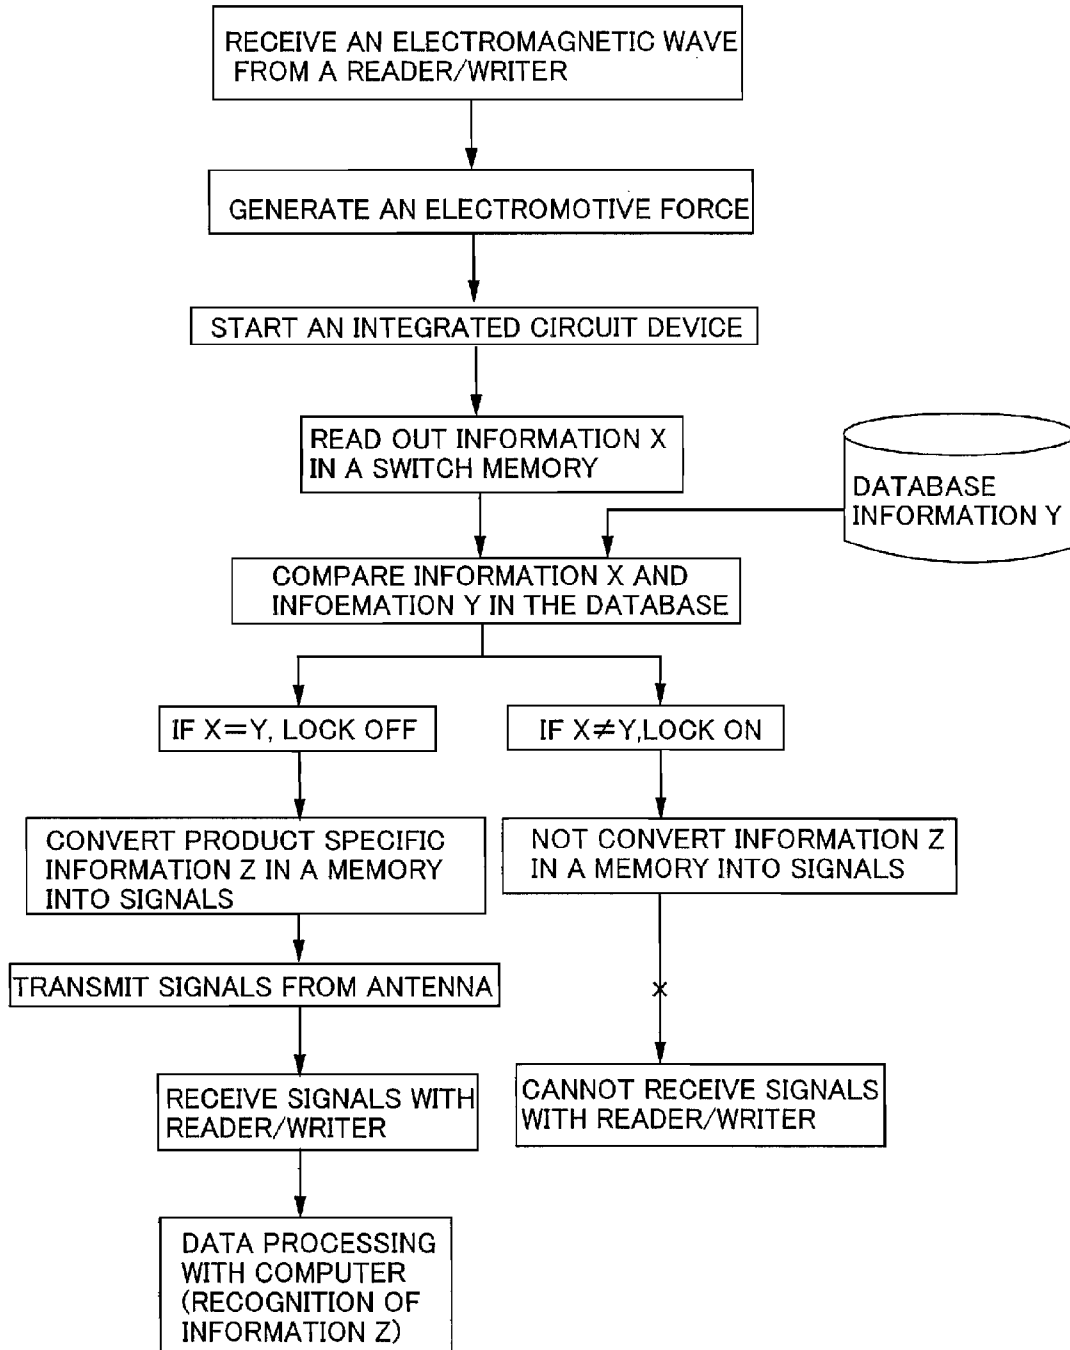 RECEIVE AN ELECTROMAGNETIC WAVE
FROM A READER/WRITER
GENERATE AN ELECTROMOTIVE FORCE
START AN INTEGRATED CIRCUIT DEVICE
READ OUT INFORMATION X
IN A SWITCH MEMORY
DATABASE
INFORMATION Y
COMPARE INFORMATION X AND
INFOEMATION Y IN THE DATABASE
IF X=Y, LOCK OFF
IF X≠Y,LOCK ON
CONVERT PRODUCT SPECIFIC
INFORMATION Z IN A MEMORY
INTO SIGNALS
NOT CONVERT INFORMATION Z
IN A MEMORY INTO SIGNALS
TRANSMIT SIGNALS FROM ANTENNA
RECEIVE SIGNALS WITH
READER/WRITER
CANNOT RECEIVE SIGNALS
WITH READER/WRITER
DATA PROCESSING
WITH COMPUTER
(RECOGNITION OF
INFORMATION Z)